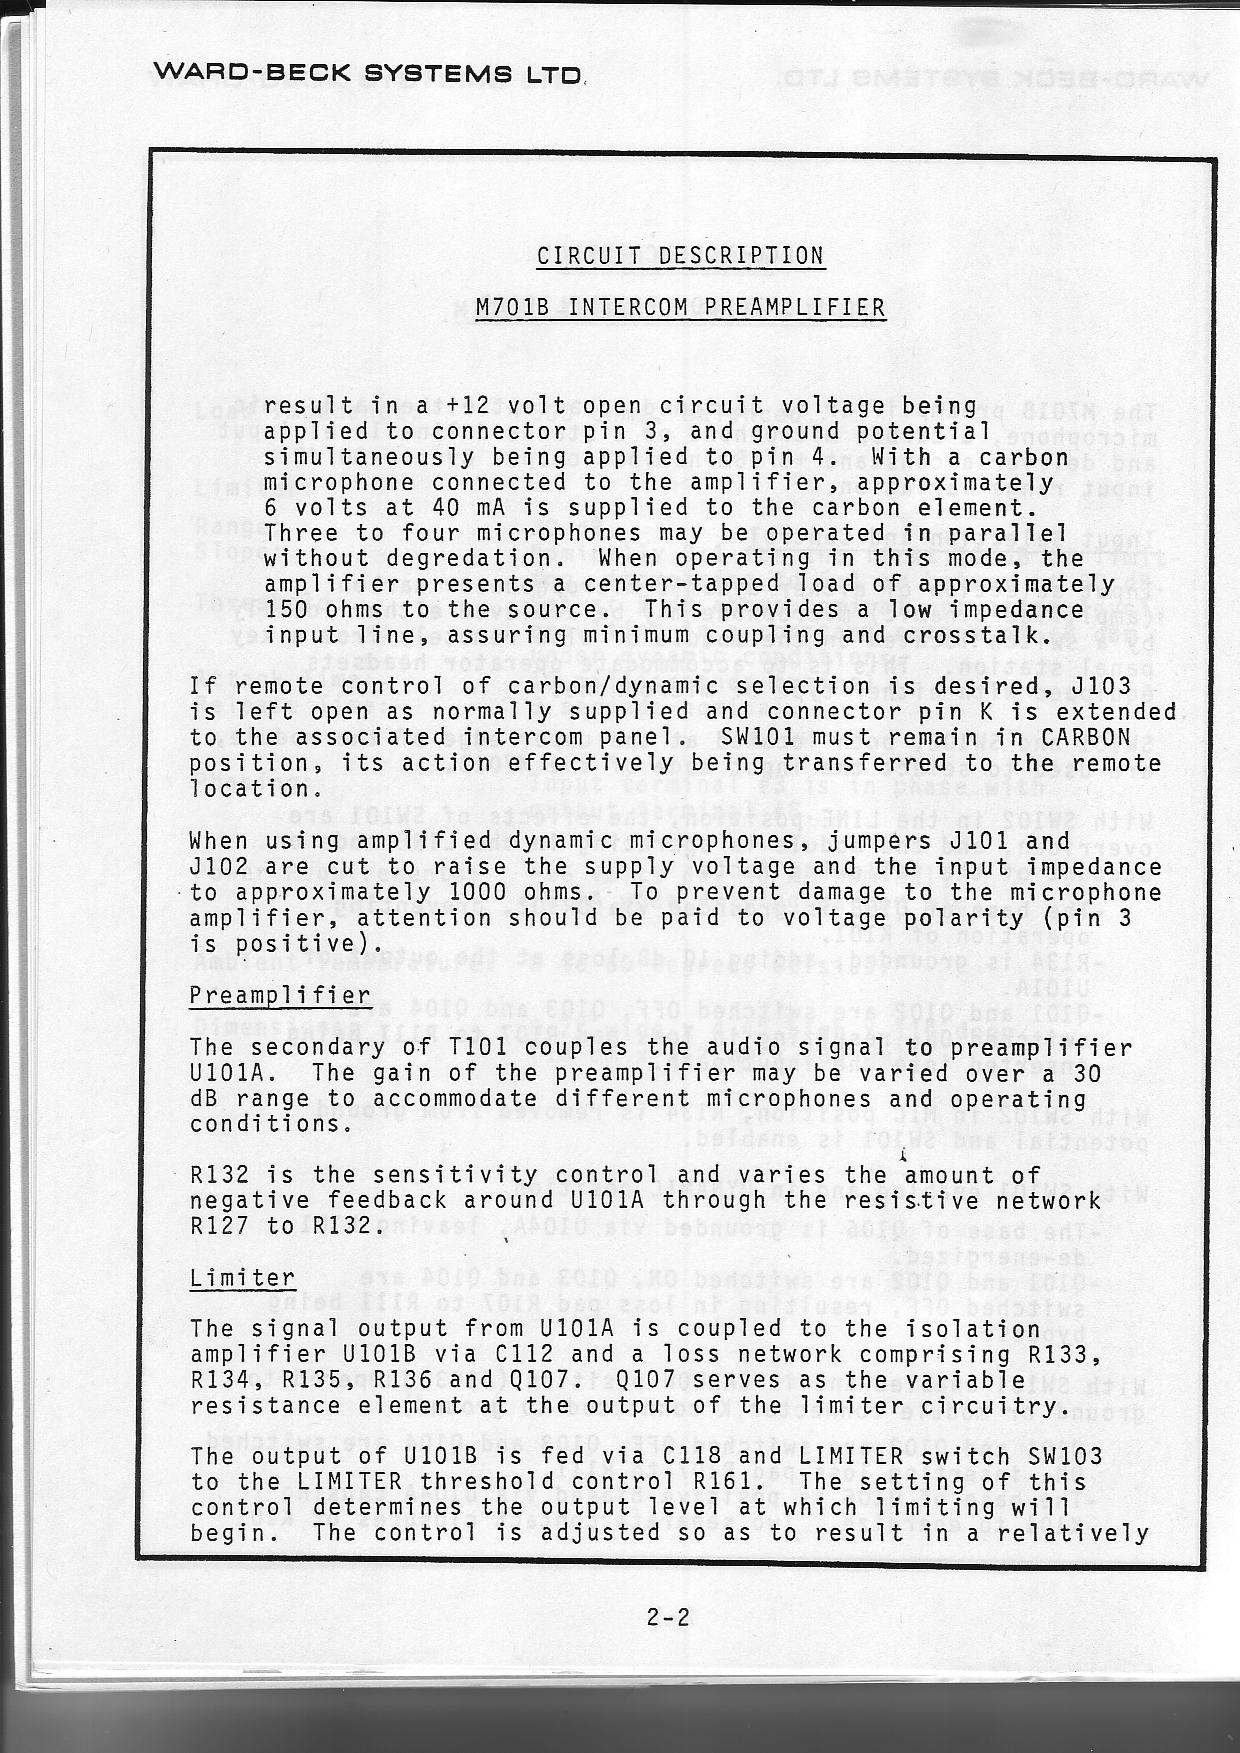 WARD-BECK SYSTEMS LTD.
CIRCUIT DESCRIPTION
M701B INTERCOM PREAMPLIFIER
result in a +12 volt open circuit voltage being
applied to connector pin 3, and ground potential
simultaneously being applied to pin 4. With a carbon
microphone connected to the amplifier, approximately
6 volts at 40 mA is supplied to the carbon element.
Three to four microphones may be operated in parallel
without degredation. When operating in this mode, the
amplifier presents a center-tapped load of approximately
150 ohms to the source. This provides a low impedance
input line, assuring minimum coupling and crosstalk.
If remote control of carbon/dynamic selection is desired, J103
is left open as normally supplied and connector pin K is extended
to the associated intercom panel. SW101 must remain in CARBON
position, its action effectively being transferred to the remote
location.
When using amplified dynamic microphones, jumpers J101 and
J102 are cut to raise the supply voltage and the input impedance
to approximately 1000 ohms. To prevent damage to the microphone
amplifier, attention should be paid to voltage polarity (pin 3
is positive).
Preamplifier
The secondary of T101 couples the audio signal to preamplifier
U101A. The gain of the preamplifier may be varied over a 30
dB range to accommodate different microphones and operating
conditions.
R132 is the sensitivity control and varies the amount of
negative feedback around U101A through the resistive network
R127 to R132.
Limiter
The signal output from U101A is coupled to the isolation
amplifier U101B via C112 and a loss network comprising R133,
R134, R135, R136 and Q107. Q107 serves as the variable
resistance element at the output of the limiter circuitry.
The output of U101B is fed via C118 and LIMITER switch SW103
to the LIMITER threshold control R161. The setting of this
control determines the output level at which limiting will
begin. The control is adjusted so as to result in a relatively
2-2